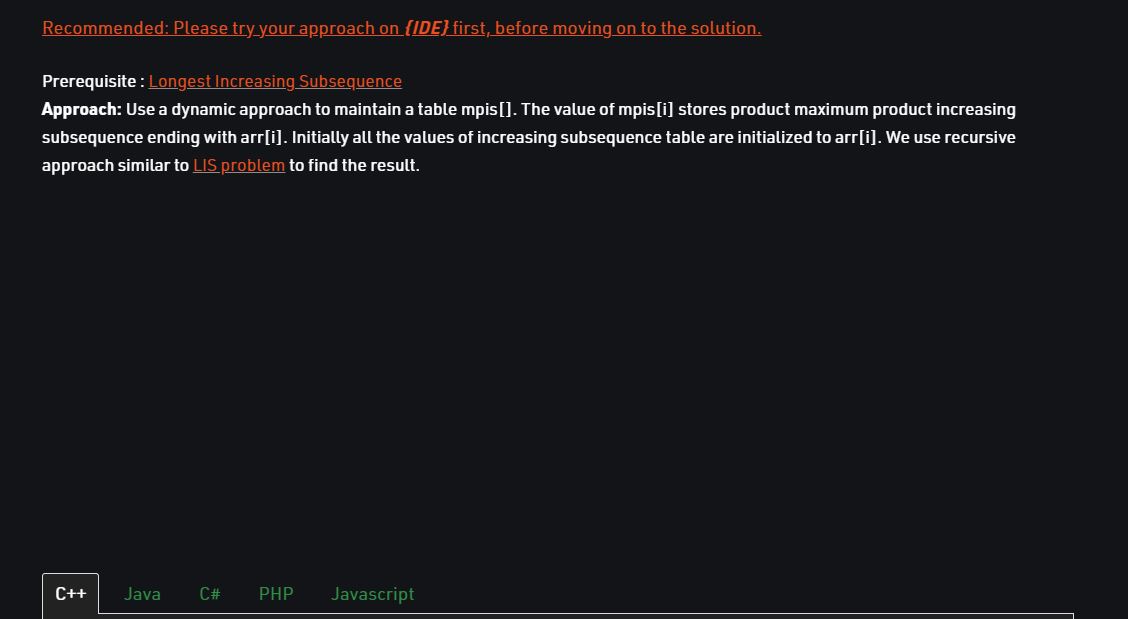 Recommended: Please try your approach on {IDE} first, before moving on to the solution.
Prerequisite : Longest Increasing Subsequence
Approach: Use a dynamic approach to maintain a table mpis[]. The value of mpis[i] stores product maximum product increasing
subsequence ending with arr[i]. Initially all the values of increasing subsequence table are initialized to arr[i]. We use recursive
approach similar to LIS problem to find the result.
C++ Java C# PHP Javascript